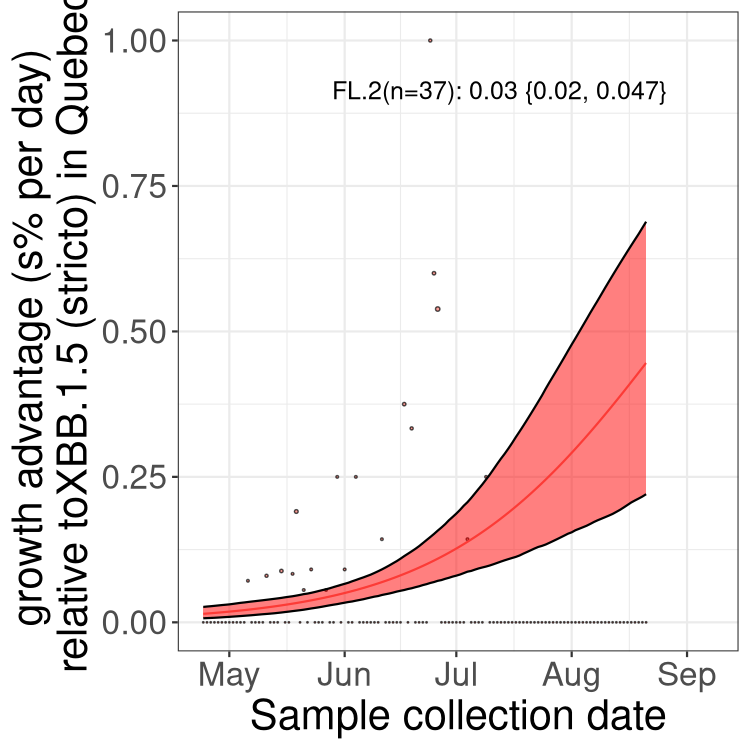 growth advantage (s% per day)
relative toXBB.1.5 (stricto) in Quebec
1.00
FL.2(n=37): 0.03 {0.02, 0.047}
0.75
0.50
0.25
0.00
May Jun Jul Aug Sep
Sample collection date